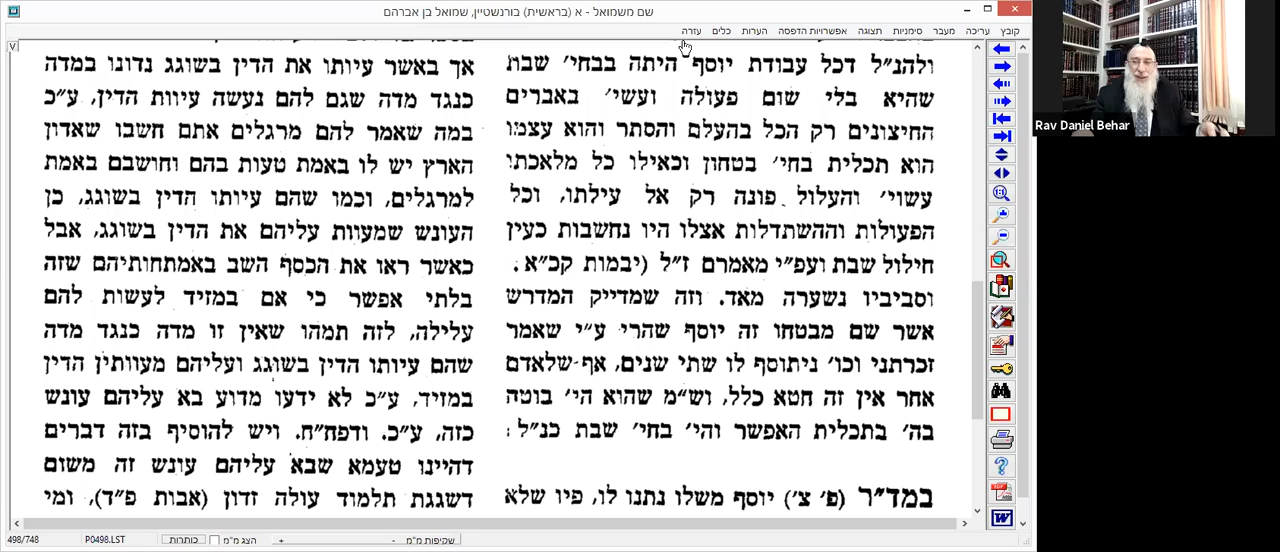 שם משמואל - א (בראשית) בורנשטיין, שמואל בן אברהם
קובץ עריכה מעבר סימניות תצוגה אפשרויות הדפסה הערות כלים עזרה
ולהנ״ל דכל עבודת יוסף היתה בבחי׳ שבת
שהיא בלי שום פעולה ועשי׳ באברים
החיצונים רק הכל בהעלם והסתר והוא עצמו
הוא תכלית בחי׳ בטחון וכאילו כל מלאכתו
עשוי׳ והעלול פונה רק אל עילתו, וכל
הפעולות וההשתדלות אצלו היו נחשבות כעין
חילול שבת ועפ״י מאמרם ז״ל (יבמות קכ״א.
וסביביו נשערה מאד. וזה שמדייק המדרש
אשר שם מבטחו זה יוסף שהרי ע״י שאמר
זכרתני וכו׳ ניתוסף לו שתי שנים, אף שלאדם
אחר אין זה חטא כלל, וש״מ שהוא הי׳ בוטח
בה׳ בתכלית האפשר והי׳ בחי׳ שבת כנ״ל:
במד״ר (פ׳ צ׳) יוסף משלו נתנו לו, פיו שלא
אך באשר עיותו את הדין בשוגג נדונו במדה
כנגד מדה שגם להם נעשה עיוות הדין, ע״כ
במה שאמר להם מרגלים אתם חשבו שאדון
הארץ יש לו באמת טעות בהם וחושבם באמת
למרגלים, וכמו שהם עיותו הדין בשוגג, כן
העונש שמעוות עליהם את הדין בשוגג, אבל
כאשר ראו את הכסף השב באמתחותיהם שזה
בלתי אפשר כי אם במזיד לעשות להם
עלילה, לזה תמהו שאין זו מדה כנגד מדה
שהם עיותו הדין בשוגג ועליהם מעוותין הדין
במזיד, ע״כ לא ידעו מדוע בא עליהם עונש
כזה, ע״כ. ודפח״ח. ויש להוסיף בזה דברים
דהיינו טעמא שבא עליהם עונש זה משום
דשגגת תלמוד עולה זדון (אבות פ״ד), ומי
Rav Daniel Behar
498/748 P0498.LST כותרות הצג מ״מ + - שקיפות מ״מ